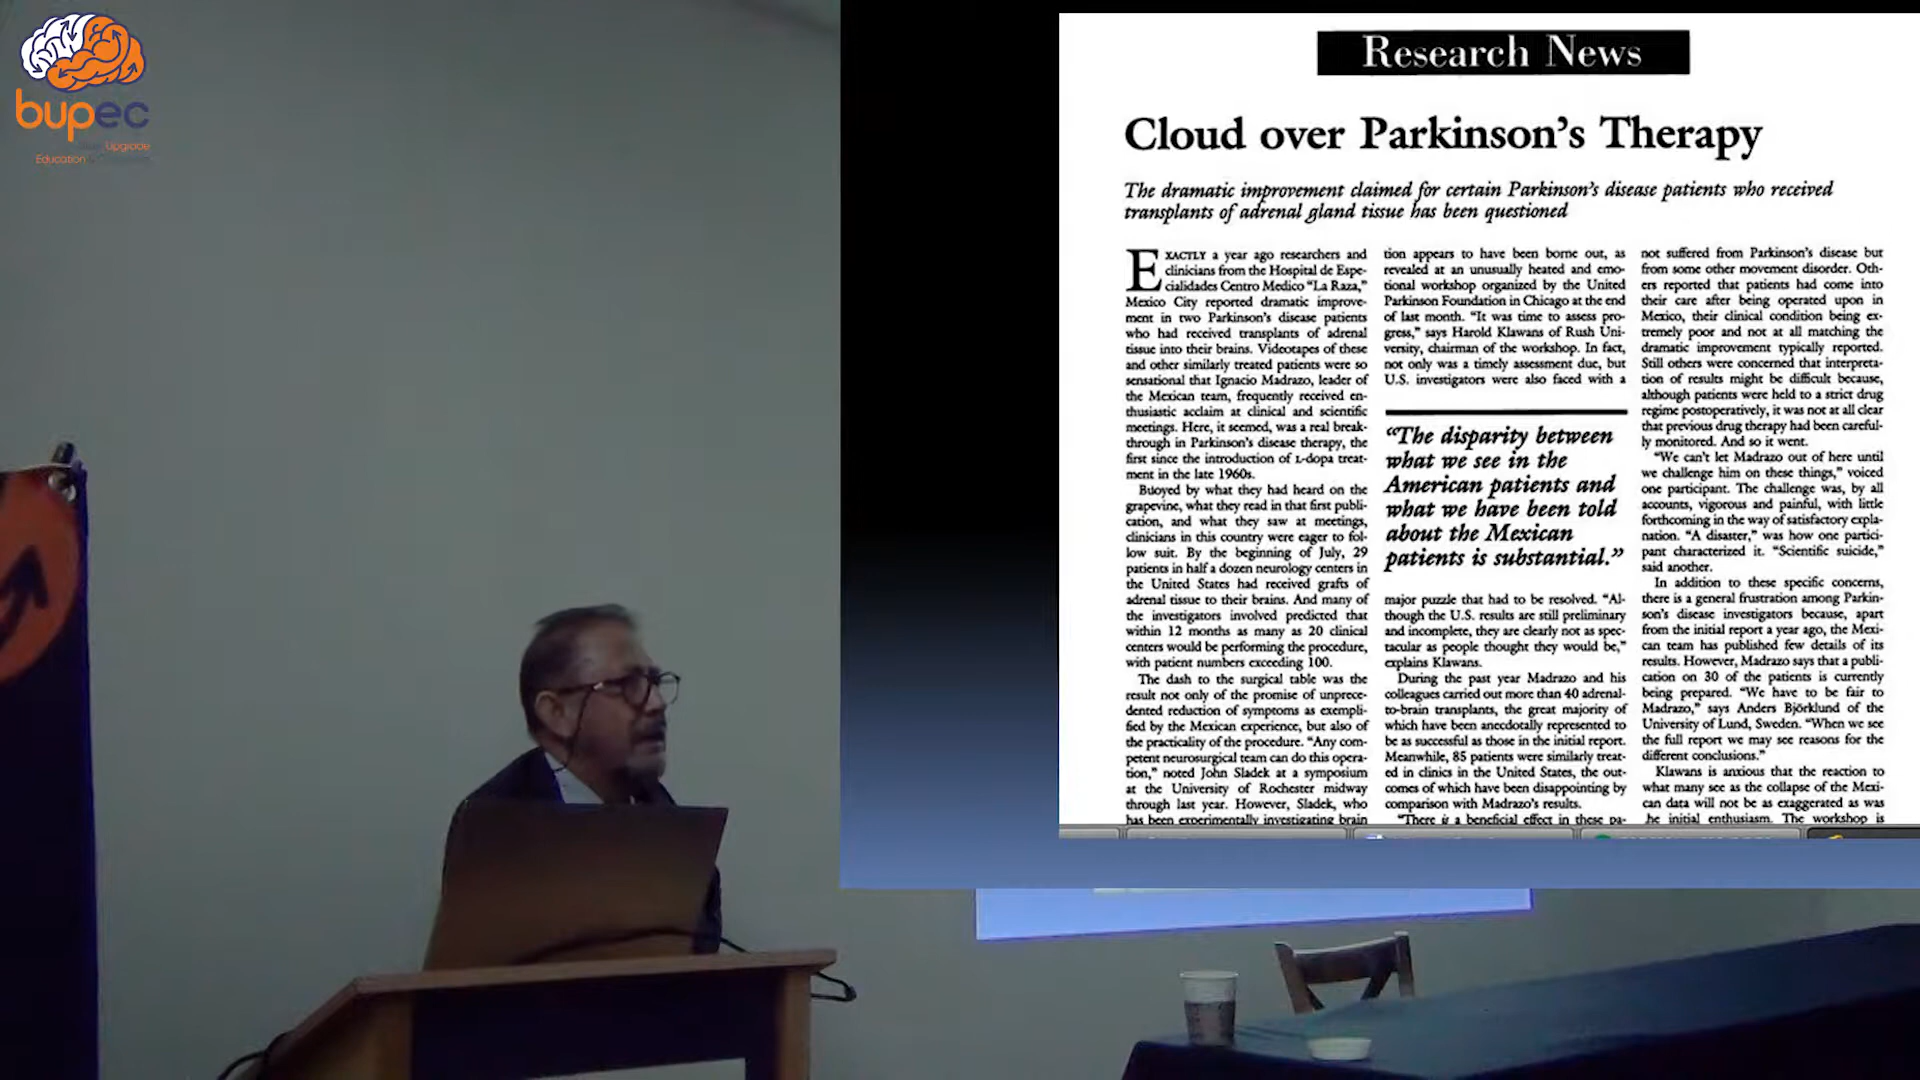 bupec
Upgrade
Education
Research News
Cloud over Parkinson's Therapy
The dramatic improvement claimed for certain Parkinson's disease patients who received
transplants of adrenal gland tissue has been questioned
EXACTLY a year ago researchers and
clinicians from the Hospital de Espe-
cialidades Centro Medico "La Raza,"
Mexico City reported dramatic improve-
ment in two Parkinson's disease patients
who had received transplants of adrenal
tissue into their brains. Videotapes of these
and other similarly treated patients were so
sensational that Ignacio Madrazo, leader of
the Mexican team, frequently received en-
thusiastic acclaim at clinical and scientific
meetings. Here, it seemed, was a real break-
through in Parkinson's disease therapy, the
first since the introduction of L-dopa treat-
ment in the late 1960s.
Buoyed by what they had heard on the
grapevine, what they read in that first publi-
cation, and what they saw at meetings,
clinicians in this country were eager to fol-
low suit. By the beginning of July, 29
patients in half a dozen neurology centers in
the United States had received grafts of
adrenal tissue to their brains. And many of
the investigators involved predicted that
within 12 months as many as 20 clinical
centers would be performing the procedure,
with patient numbers exceeding 100.
The dash to the surgical table was the
result not only of the promise of unprece-
dented reduction of symptoms as exempli-
fied by the Mexican experience, but also of
the practicality of the procedure. "Any com-
petent neurosurgical team can do this opera-
tion," noted John Sladek at a symposium
at the University of Rochester midway
through last year. However, Sladek, who
has been experimentally investigating brain
tion appears to have been borne out, as
revealed at an unusually heated and emo-
tional workshop organized by the United
Parkinson Foundation in Chicago at the end
of last month. "It was time to assess pro-
gress," says Harold Klawans of Rush Uni-
versity, chairman of the workshop. In fact,
not only was a timely assessment due, but
U.S. investigators were also faced with a
"The disparity between
what we see in the
American patients and
what we have been told
about the Mexican
patients is substantial."
major puzzle that had to be resolved. "Al-
though the U.S. results are still preliminary
and incomplete, they are clearly not as spec-
tacular as people thought they would be,"
explains Klawans.
During the past year Madrazo and his
colleagues carried out more than 40 adrenal-
to-brain transplants, the great majority of
which have been anecdotally represented to
be as successful as those in the initial report.
Meanwhile, 85 patients were similarly treat-
ed in clinics in the United States, the out-
comes of which have been disappointing by
comparison with Madrazo's results.
"There is a beneficial effect in these pa-
not suffered from Parkinson's disease but
from some other movement disorder. Oth-
ers reported that patients had come into
their care after being operated upon in
Mexico, their clinical condition being ex-
tremely poor and not at all matching the
dramatic improvement typically reported.
Still others were concerned that interpreta-
tion of results might be difficult because,
although patients were held to a strict drug
regime postoperatively, it was not at all clear
that previous drug therapy had been careful-
ly monitored. And so it went.
"We can't let Madrazo out of here until
we challenge him on these things," voiced
one participant. The challenge was, by all
accounts, vigorous and painful, with little
forthcoming in the way of satisfactory expla-
nation. "A disaster," was how one partici-
pant characterized it. "Scientific suicide,"
said another.
In addition to these specific concerns,
there is a general frustration among Parkin-
son's disease investigators because, apart
from the initial report a year ago, the Mexi-
can team has published few details of its
results. However, Madrazo says that a publi-
cation on 30 of the patients is currently
being prepared. "We have to be fair to
Madrazo," says Anders Björklund of the
University of Lund, Sweden. "When we see
the full report we may see reasons for the
different conclusions."
Klawans is anxious that the reaction to
what many see as the collapse of the Mexi-
can data will not be as exaggerated as was
he initial enthusiasm. The workshop is